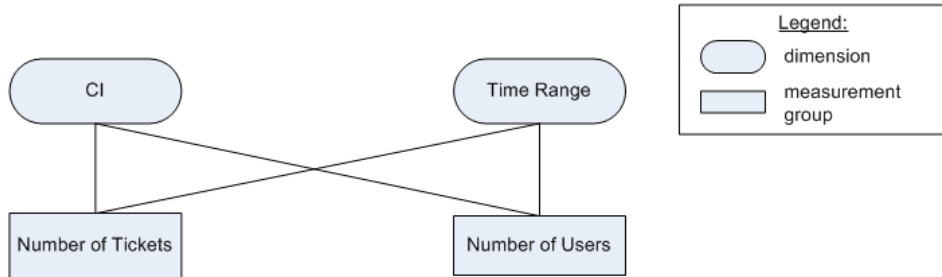 Legend:
CI
Time Range
dimension
measurement
group
Number of Tickets
Number of Users